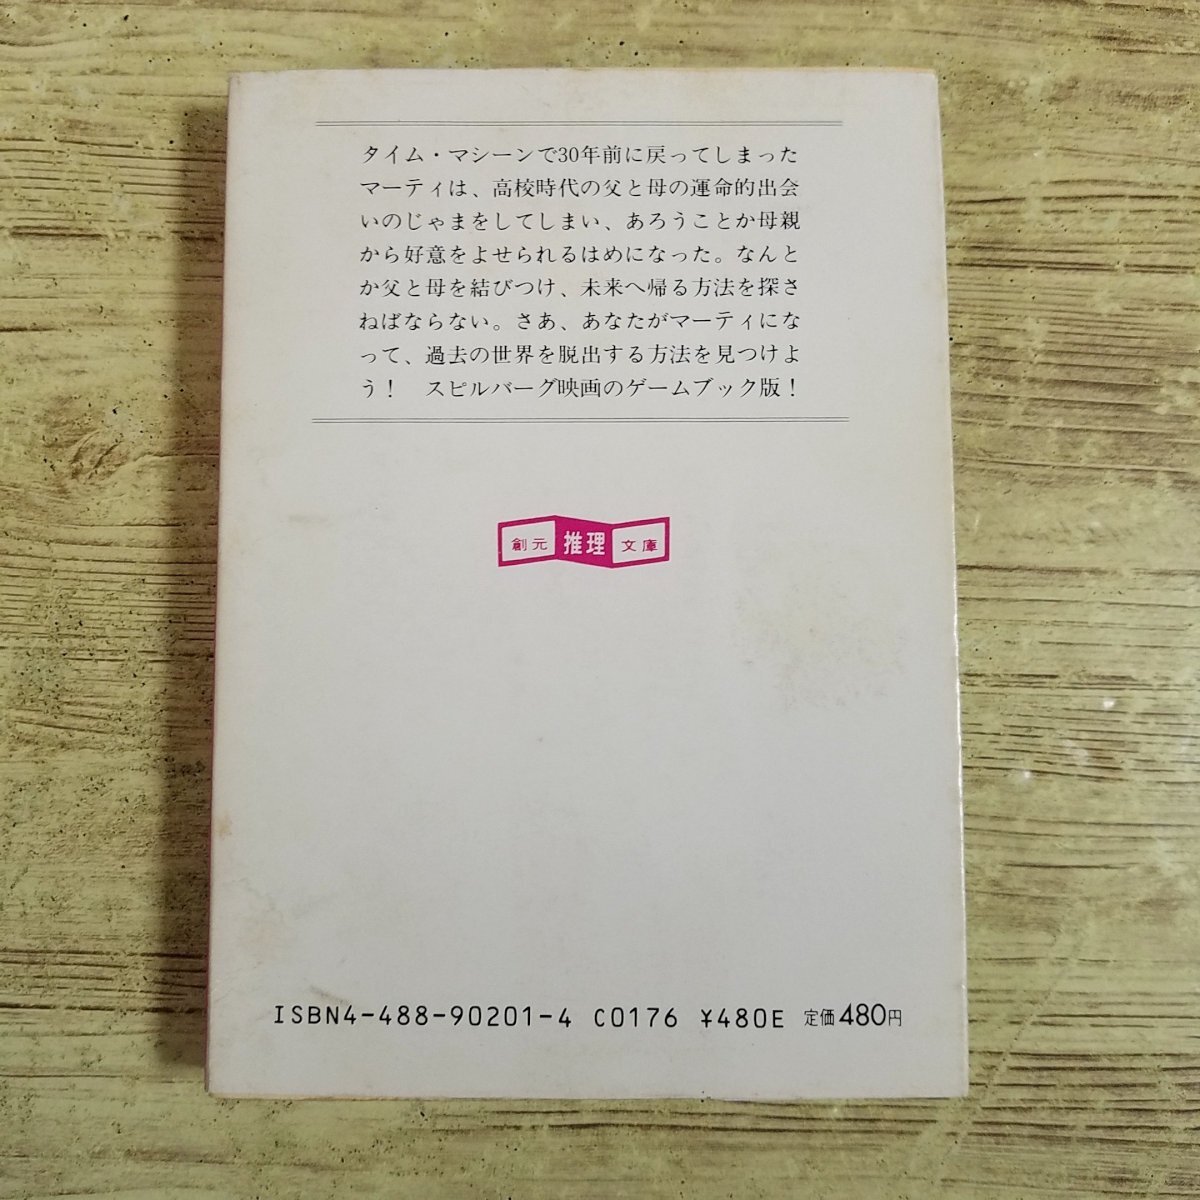 タイム・マシーンで30年前に戻ってしまった
マーティは、高校時代の父と母の運命的出会
いのじゃまをしてしまい、あろうことか母親
から好意をよせられるはめになった。なんと
か父と母を結びつけ、未来へ帰る方法を探さ
ねばならない。さあ、あなたがマーティにな
って、過去の世界を脱出する方法を見つけよ
う！　スピルバーグ映画のゲームブック版！
創元 推理 文庫
ISBN4-488-90201-4 C0176 ¥480E 定価480円